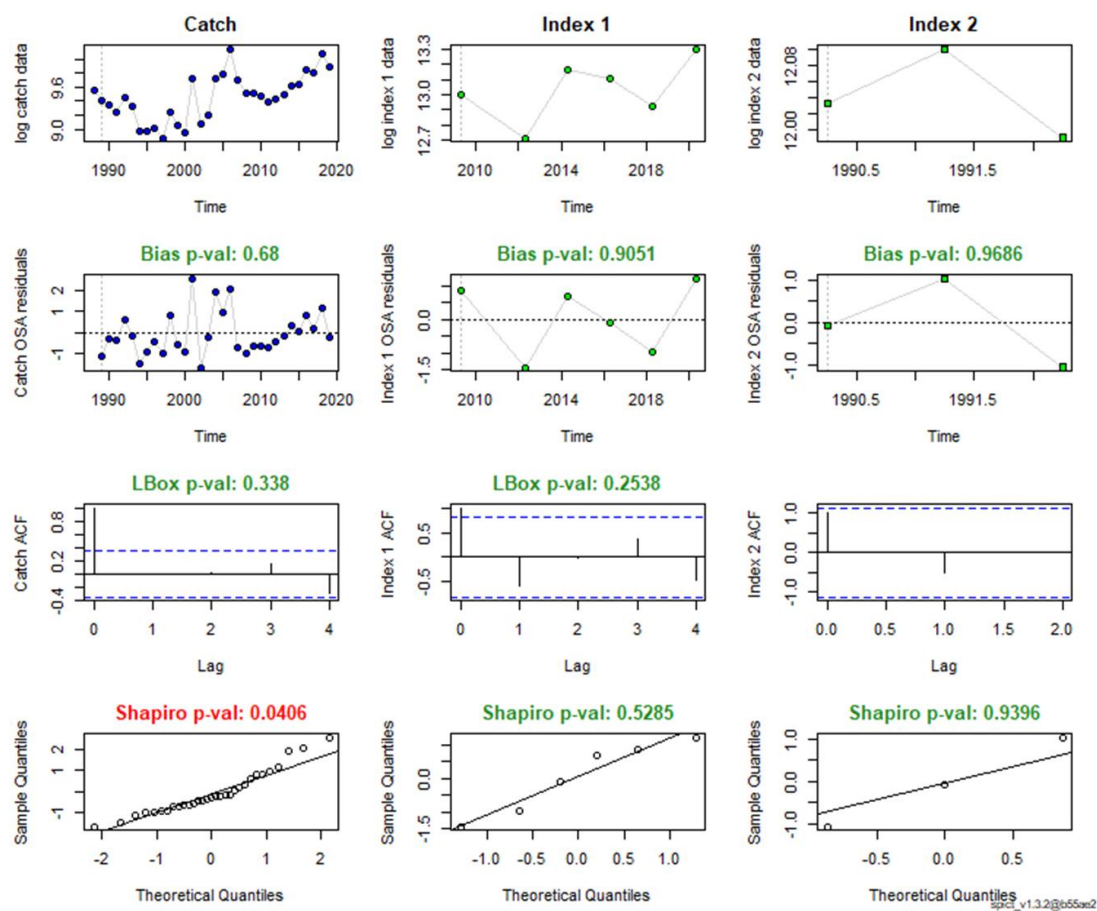 Catch
log catch data
9.0 9.6
1990 2000 2010 2020
Time
Index 1
log index 1 data
12.7 13.0 13.3
2010 2014 2018
Time
Index 2
log index 2 data
12.00 12.08
1990.5 1991.5
Time
Bias p-val: 0.68
Catch OSA residuals
-1 1 2
1990 2000 2010 2020
Time
Bias p-val: 0.9051
Index 1 OSA residuals
-1.5 0.0
2010 2014 2018
Time
Bias p-val: 0.9686
Index 2 OSA residuals
-1.0 0.0 1.0
1990.5 1991.5
Time
LBox p-val: 0.338
Catch ACF
-0.4 0.2 0.8
0 1 2 3 4
Lag
LBox p-val: 0.2538
Index 1 ACF
-0.5 0.5
0 1 2 3 4
Lag
Index 2 ACF
-1.0 0.0 1.0
0.0 0.5 1.0 1.5 2.0
Lag
Shapiro p-val: 0.0406
Sample Quantiles
-1 1 2
-2 -1 0 1 2
Theoretical Quantiles
Shapiro p-val: 0.5285
Sample Quantiles
-1.5 0.0
-1.0 -0.5 0.0 0.5 1.0
Theoretical Quantiles
Shapiro p-val: 0.9396
Sample Quantiles
-1.0 0.0 1.0
-0.5 0.0 0.5
Theoretical Quantiles
spict_v1.3.2@b55ae2